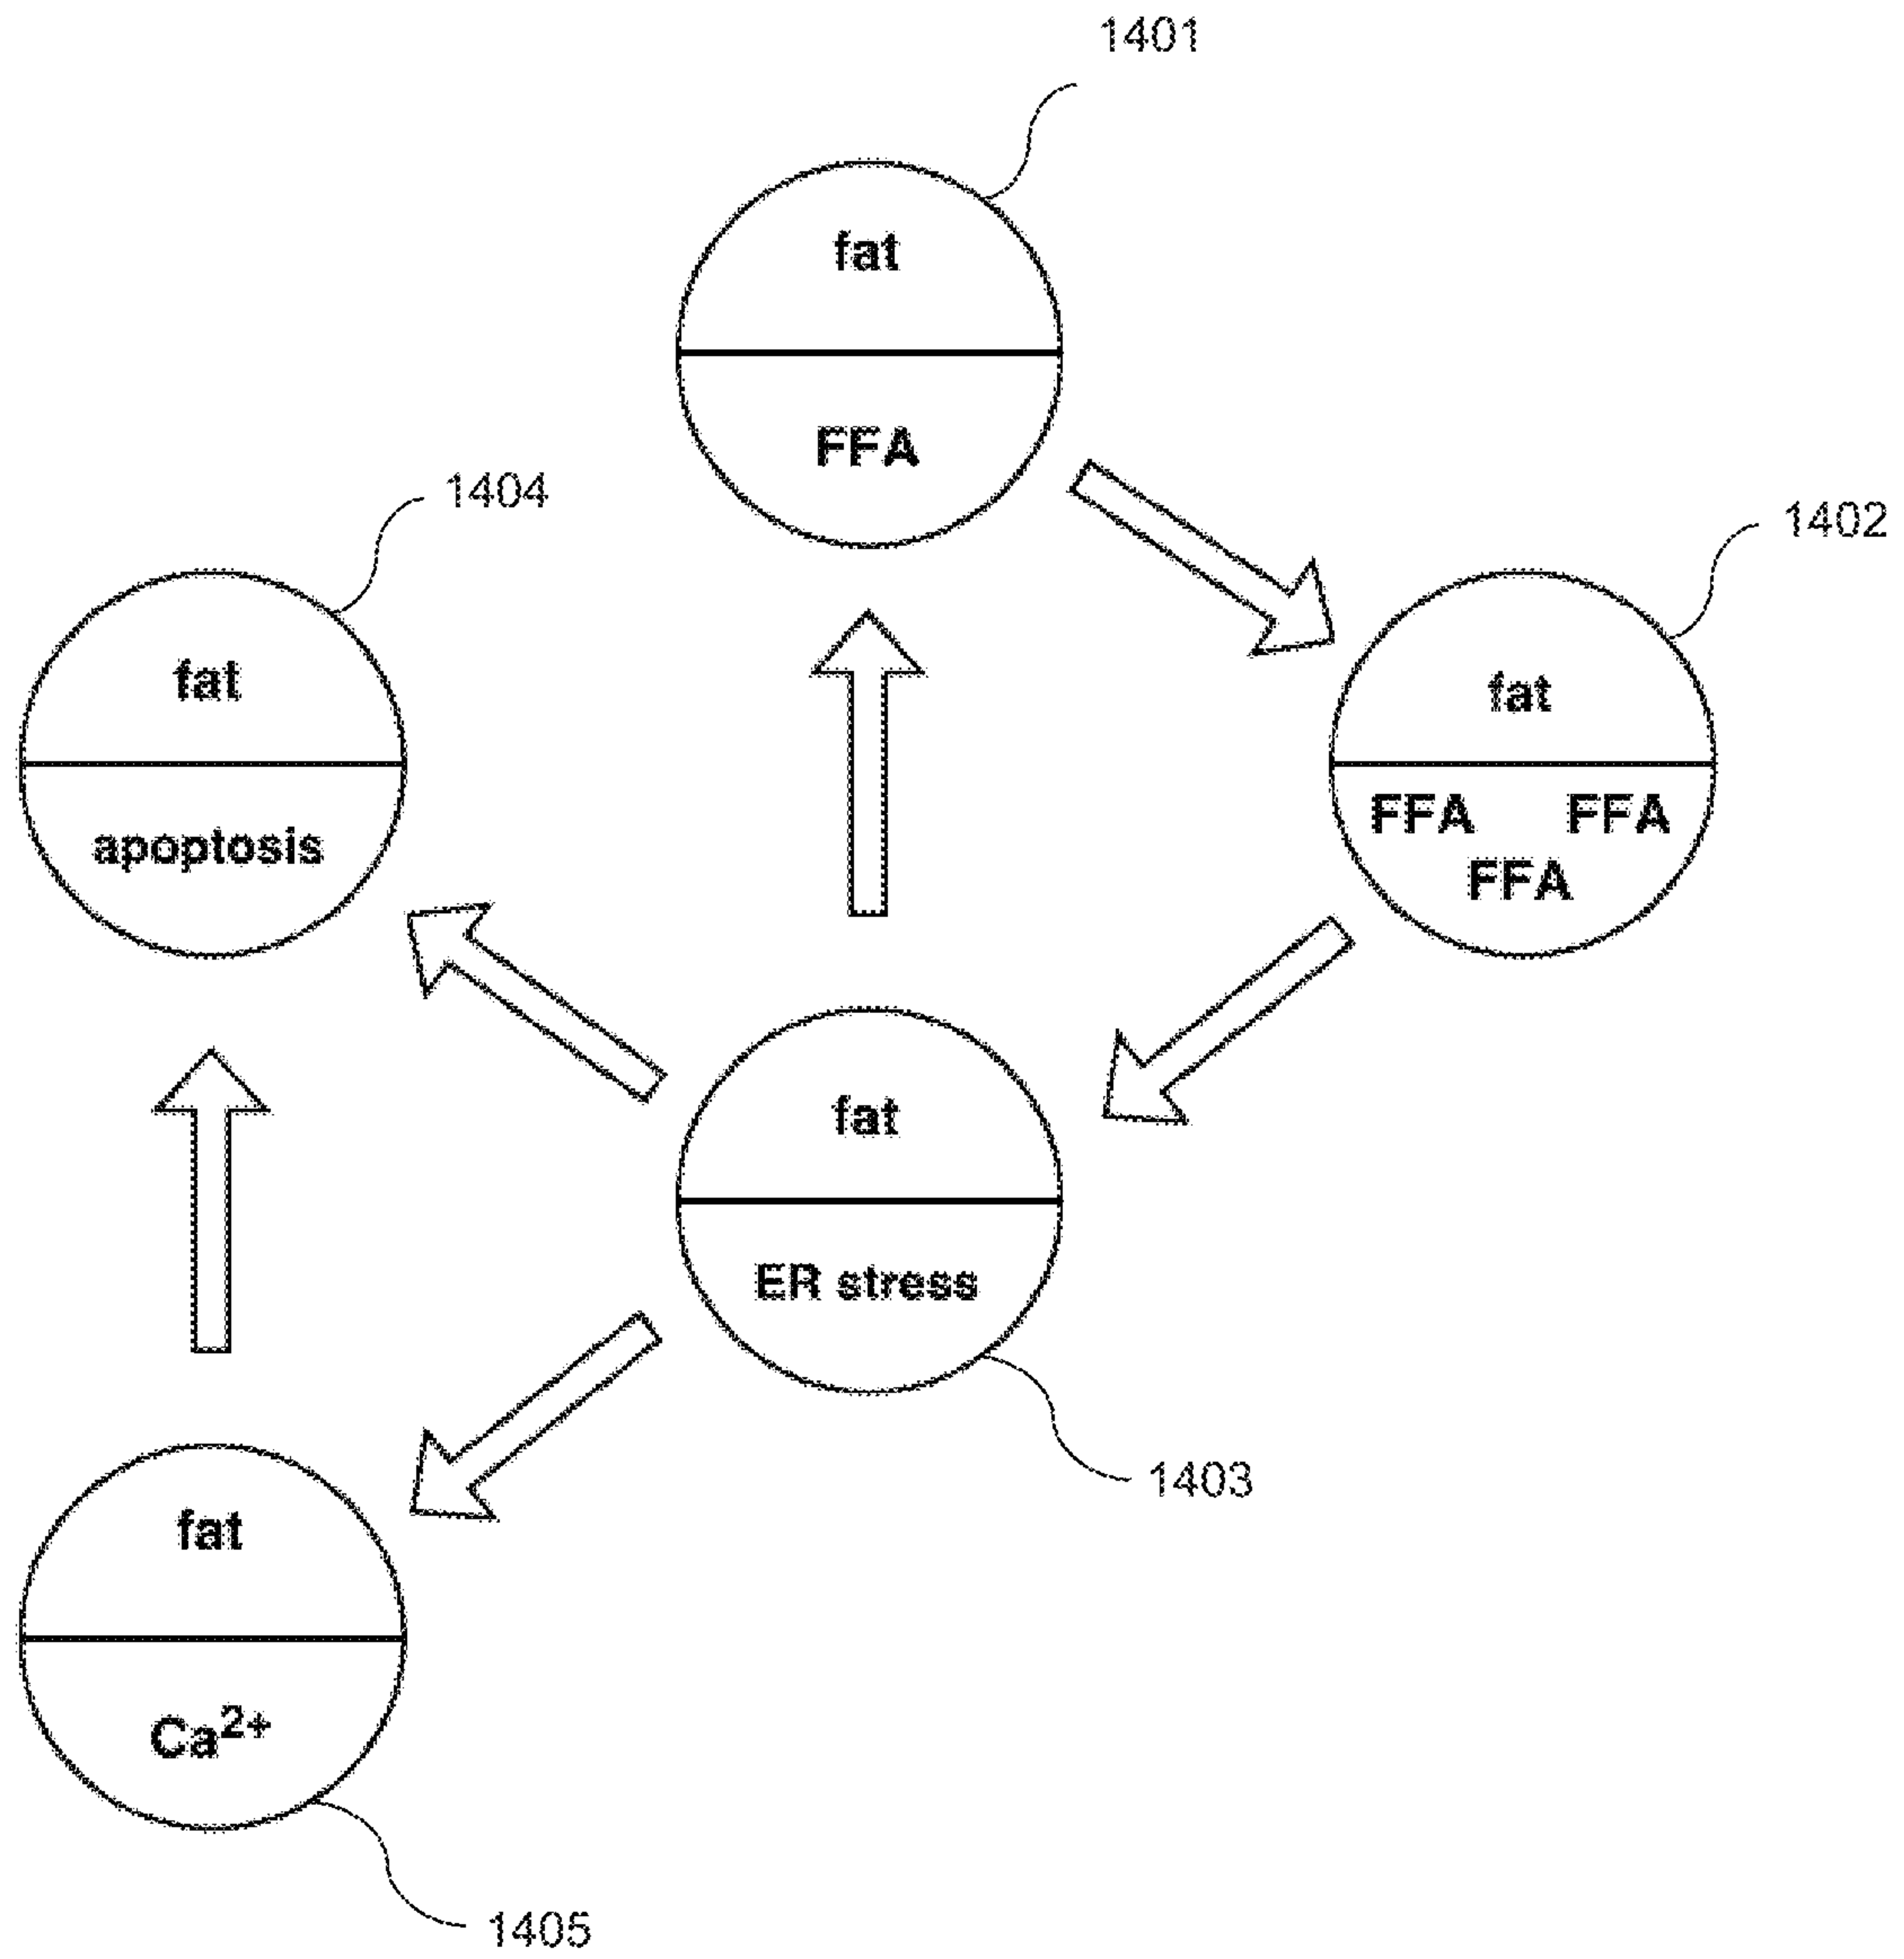 1401
fat
FFA
1404
1402
fat
apoptosis
fat
FFA FFA
FFA
fat
ER stress
1403
fat
Ca²⁺
1405